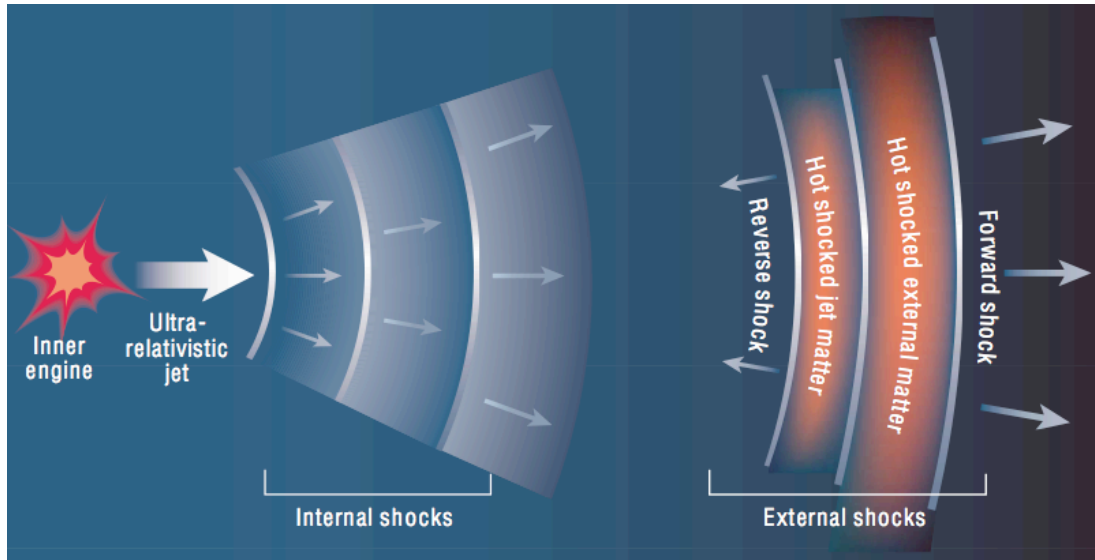 Inner
engine
Ultra-
relativistic
jet
Internal shocks
Reverse shock
Hot shocked jet matter
Hot shocked external matter
Forward shock
External shocks